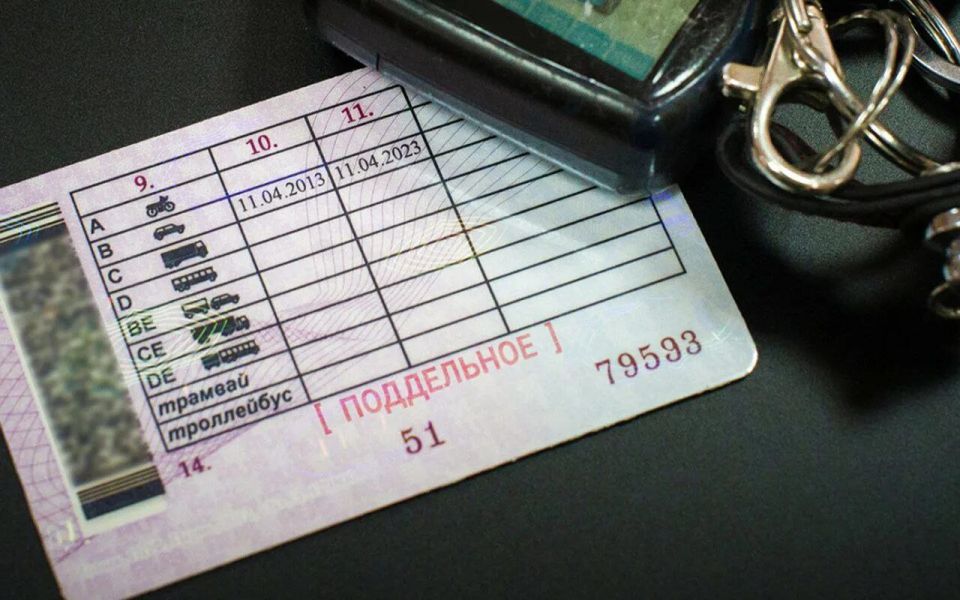 9. 10. 11.
A
B 11.04.2013 11.04.2023
C
D
BE
CE
DE
трамвай
троллейбус
[ ПОДДЕЛЬНОЕ ]
14. 51 79593